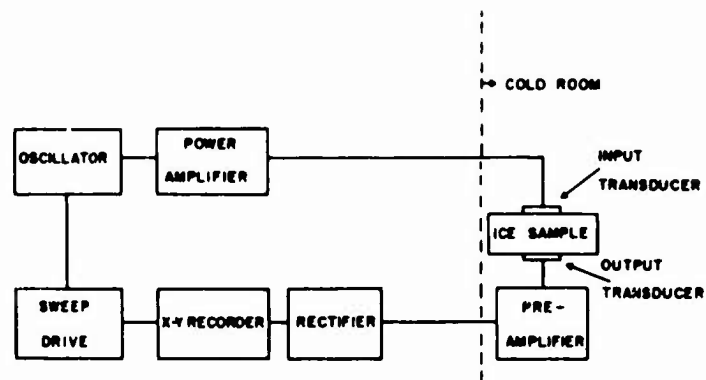 COLD ROOM
POWER
AMPLIFIER
OSCILLATOR
INPUT
TRANSDUCER
ICE SAMPLE
OUTPUT
TRANSDUCER
SWEEP
DRIVE
X-Y RECORDER
RECTIFIER
PRE-
AMPLIFIER